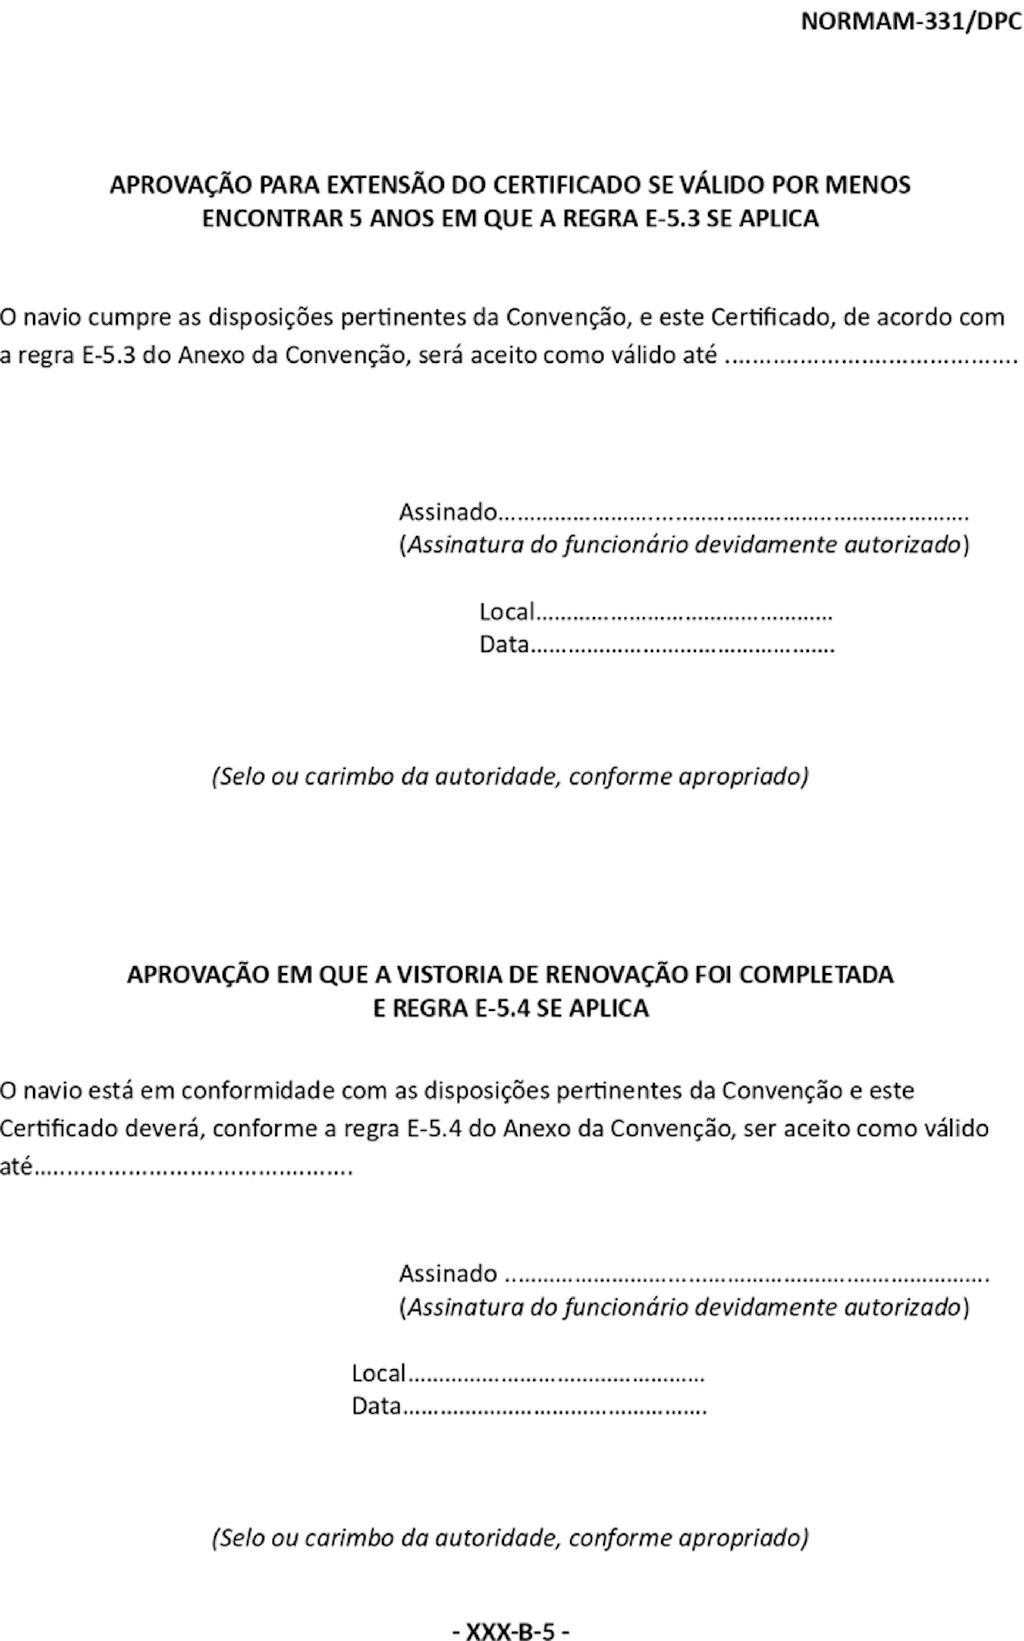 NORMAM-331/DPC
APROVAÇÃO PARA EXTENSÃO DO CERTIFICADO SE VÁLIDO POR MENOS
ENCONTRAR 5 ANOS EM QUE A REGRA E-5.3 SE APLICA
O navio cumpre as disposições pertinentes da Convenção, e este Certificado, de acordo com
a regra E-5.3 do Anexo da Convenção, será aceito como válido até ............................................
Assinado............................................................................
(Assinatura do funcionário devidamente autorizado)
Local................................................
Data.................................................
(Selo ou carimbo da autoridade, conforme apropriado)
APROVAÇÃO EM QUE A VISTORIA DE RENOVAÇÃO FOI COMPLETADA
E REGRA E-5.4 SE APLICA
O navio está em conformidade com as disposições pertinentes da Convenção e este
Certificado deverá, conforme a regra E-5.4 do Anexo da Convenção, ser aceito como válido
até...................................................
Assinado ..............................................................................
(Assinatura do funcionário devidamente autorizado)
Local................................................
Data.................................................
(Selo ou carimbo da autoridade, conforme apropriado)
- XXX-B-5 -